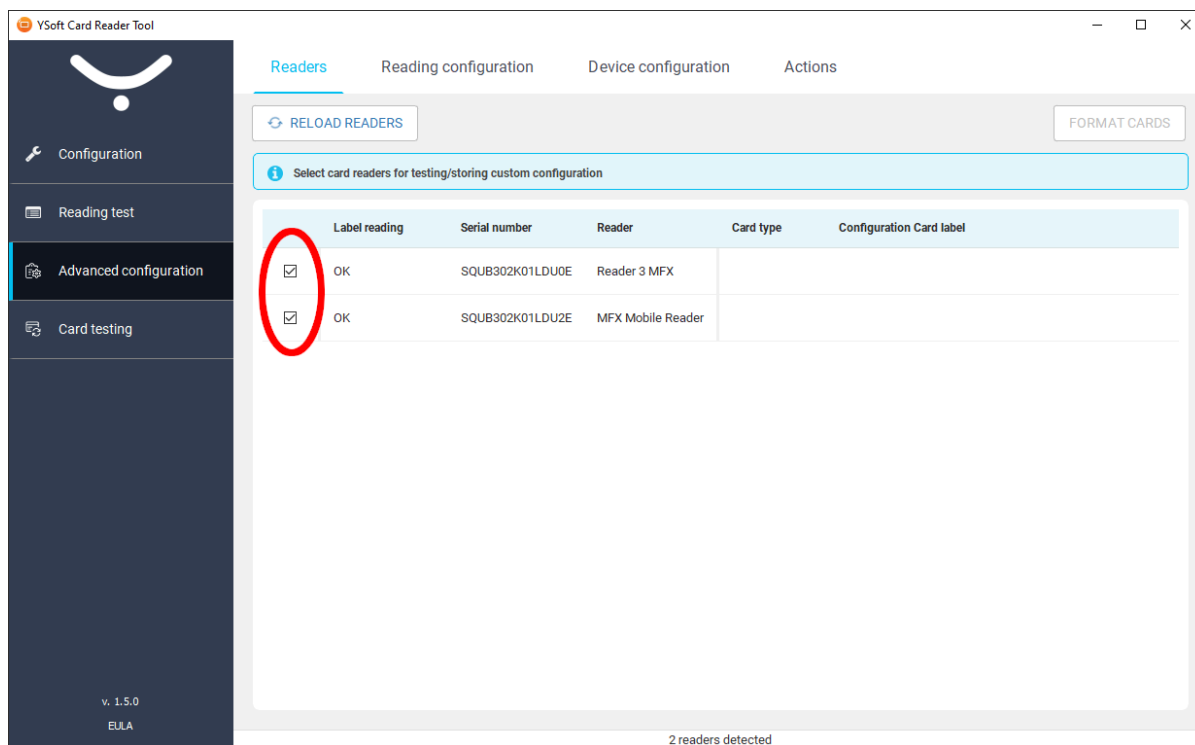 YSoft Card Reader Tool
Readers Reading configuration Device configuration Actions
RELOAD READERS FORMAT CARDS
Configuration
Select card readers for testing/storing custom configuration
Reading test
Label reading Serial number Reader Card type Configuration Card label
Advanced configuration
OK SQUB302K01LDU0E Reader 3 MFX
OK SQUB302K01LDU2E MFX Mobile Reader
Card testing
v. 1.5.0
EULA
2 readers detected